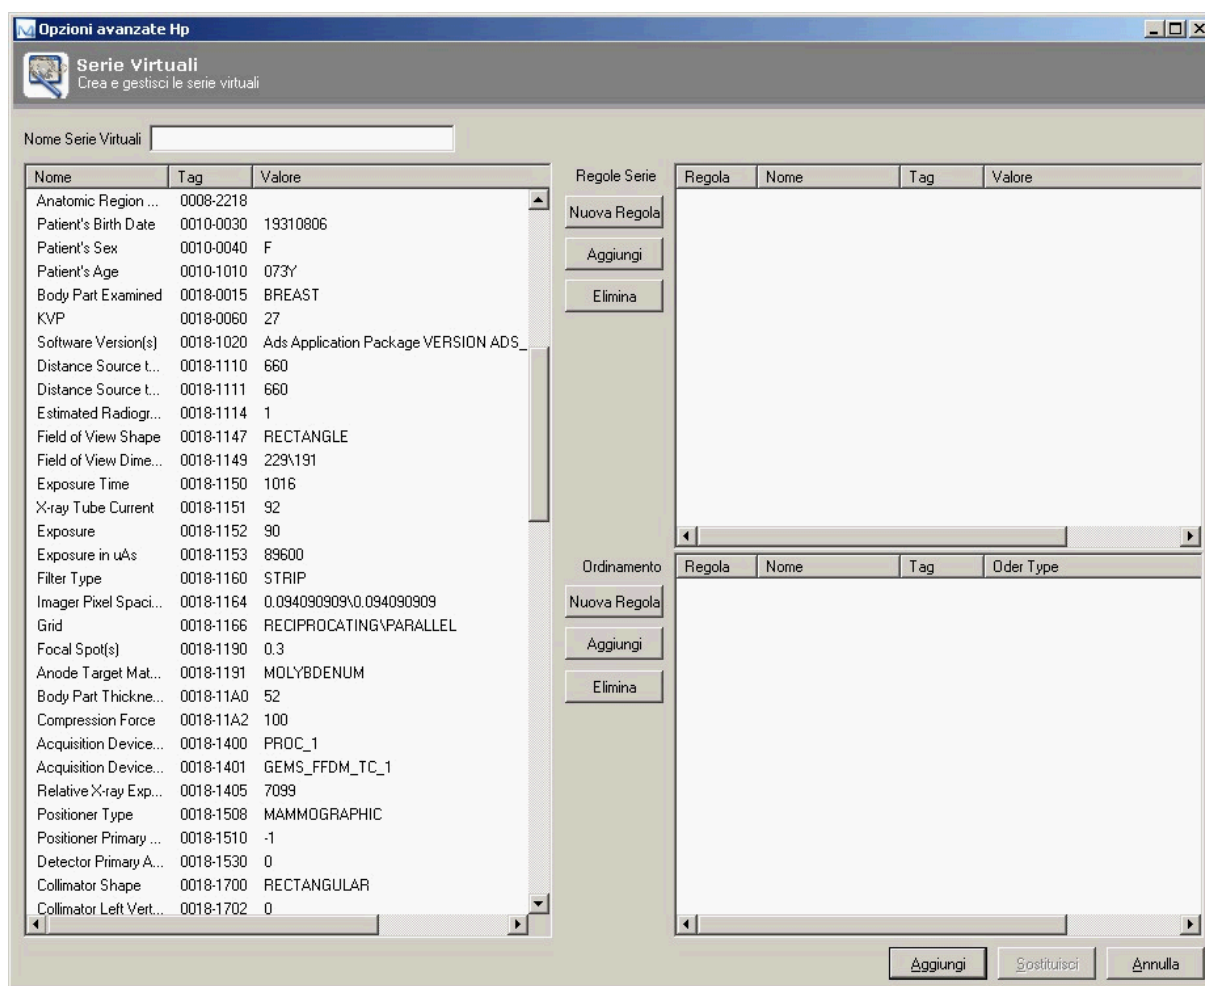 Opzioni avanzate Hp
Serie Virtuali
Crea e gestisci le serie virtuali
Nome Serie Virtuali
Nome Tag Valore
Anatomic Region ... 0008-2218
Patient's Birth Date 0010-0030 19310806
Patient's Sex 0010-0040 F
Patient's Age 0010-1010 073Y
Body Part Examined 0018-0015 BREAST
KVP 0018-0060 27
Software Version(s) 0018-1020 Ads Application Package VERSION ADS_
Distance Source t... 0018-1110 660
Distance Source t... 0018-1111 660
Estimated Radiogr... 0018-1114 1
Field of View Shape 0018-1147 RECTANGLE
Field of View Dime... 0018-1149 229\191
Exposure Time 0018-1150 1016
X-ray Tube Current 0018-1151 92
Exposure 0018-1152 90
Exposure in uAs 0018-1153 89600
Filter Type 0018-1160 STRIP
Imager Pixel Spaci... 0018-1164 0.094090909\0.094090909
Grid 0018-1166 RECIPROCATING\PARALLEL
Focal Spot(s) 0018-1190 0.3
Anode Target Mat... 0018-1191 MOLYBDENUM
Body Part Thickne... 0018-11A0 52
Compression Force 0018-11A2 100
Acquisition Device... 0018-1400 PROC_1
Acquisition Device... 0018-1401 GEMS_FFDM_TC_1
Relative X-ray Exp... 0018-1405 7099
Positioner Type 0018-1508 MAMMOGRAPHIC
Positioner Primary ... 0018-1510 -1
Detector Primary A... 0018-1530 0
Collimator Shape 0018-1700 RECTANGULAR
Collimator Left Vert... 0018-1702 0
Regole Serie
Nuova Regola
Aggiungi
Elimina
Regola Nome Tag Valore
Ordinamento
Nuova Regola
Aggiungi
Elimina
Regola Nome Tag Oder Type
Aggiungi Sostituisci Annulla